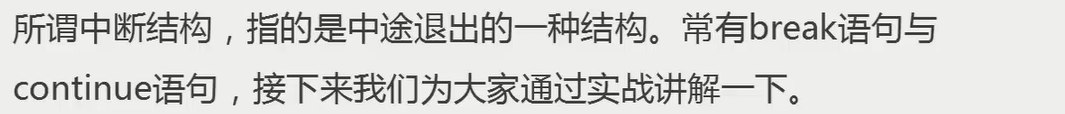 所谓中断结构，指的是中途退出的一种结构。常有break语句与
continue语句，接下来我们为大家通过实战讲解一下。